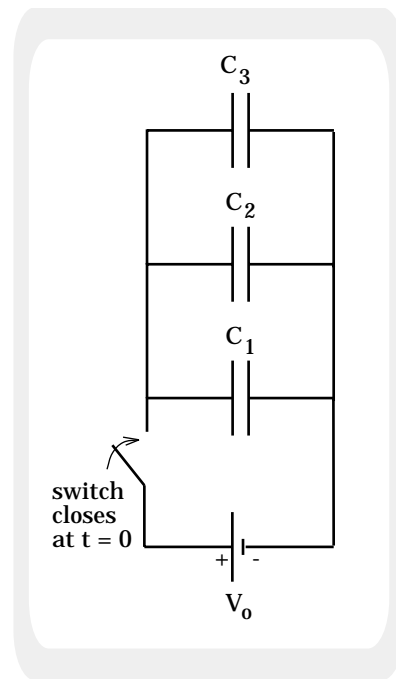 C3
C2
C1
switch
closes
at t = 0
+ -
Vo